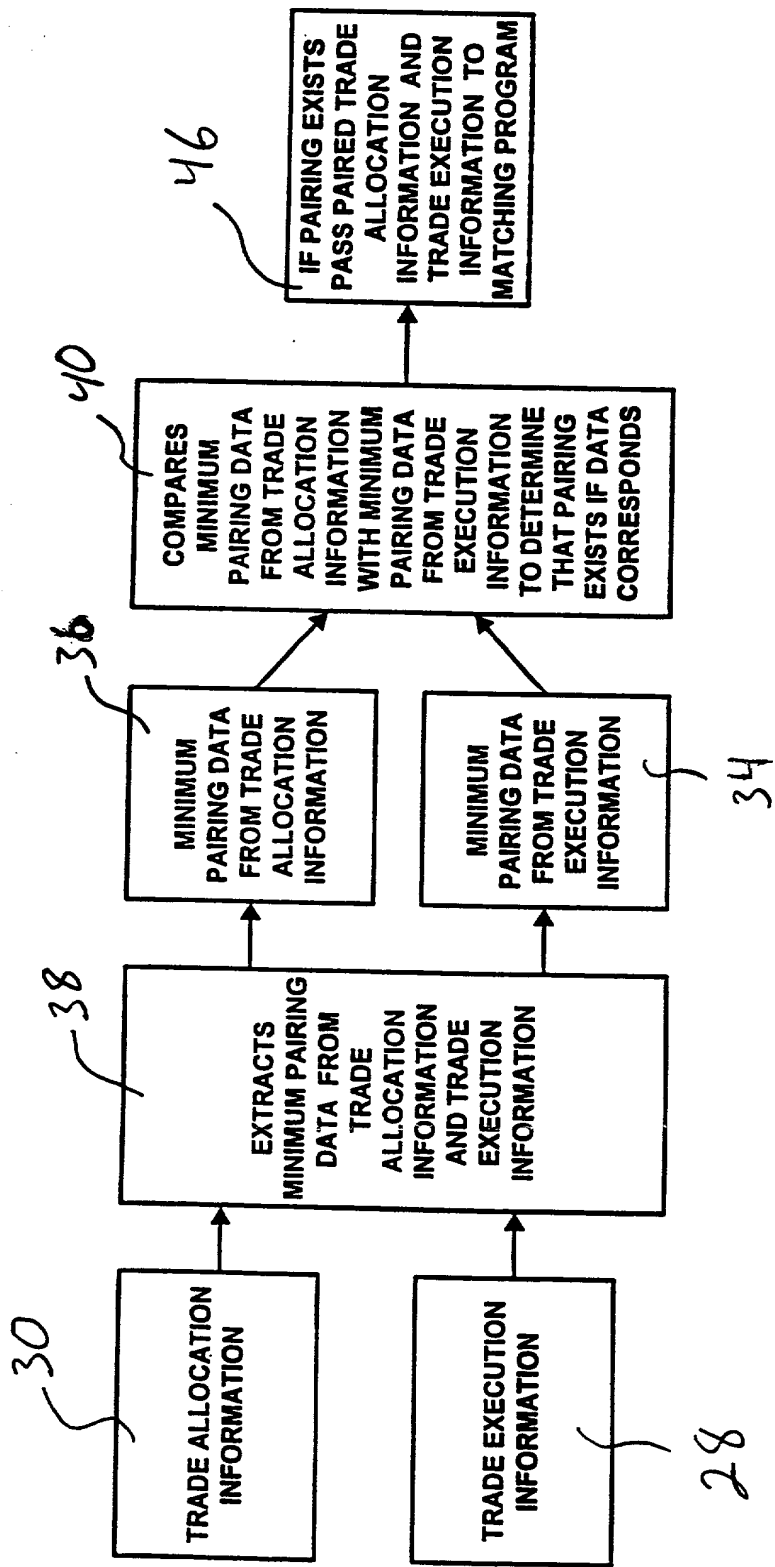 30
TRADE ALLOCATION
INFORMATION
TRADE EXECUTION
INFORMATION
28
38
EXTRACTS
MINIMUM PAIRING
DATA FROM
TRADE
ALLOCATION
INFORMATION
AND TRADE
EXECUTION
INFORMATION
36
MINIMUM
PAIRING DATA
FROM TRADE
ALLOCATION
INFORMATION
MINIMUM
PAIRING DATA
FROM TRADE
EXECUTION
INFORMATION
34
40
COMPARES
MINIMUM
PAIRING DATA
FROM TRADE
ALLOCATION
INFORMATION
WITH MINIMUM
PAIRING DATA
FROM TRADE
EXECUTION
INFORMATION
TO DETERMINE
THAT PAIRING
EXISTS IF DATA
CORRESPONDS
46
IF PAIRING EXISTS
PASS PAIRED TRADE
ALLOCATION
INFORMATION AND
TRADE EXECUTION
INFORMATION TO
MATCHING PROGRAM